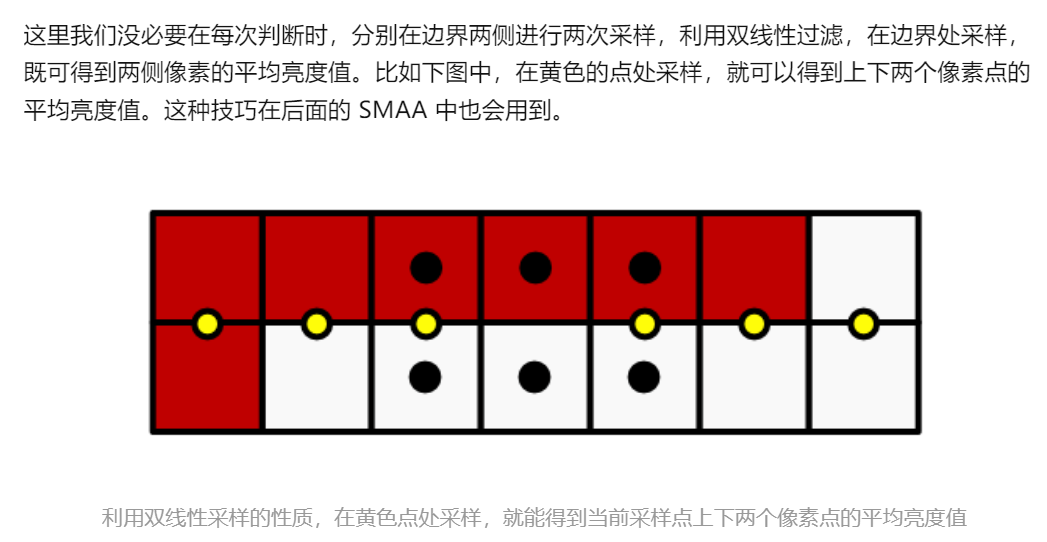 这里我们没必要在每次判断时，分别在边界两侧进行两次采样，利用双线性过滤，在边界处采样，
既可得到两侧像素的平均亮度值。比如下图中，在黄色的点处采样，就可以得到上下两个像素点的
平均亮度值。这种技巧在后面的 SMAA 中也会用到。
利用双线性采样的性质，在黄色点处采样，就能得到当前采样点上下两个像素点的平均亮度值